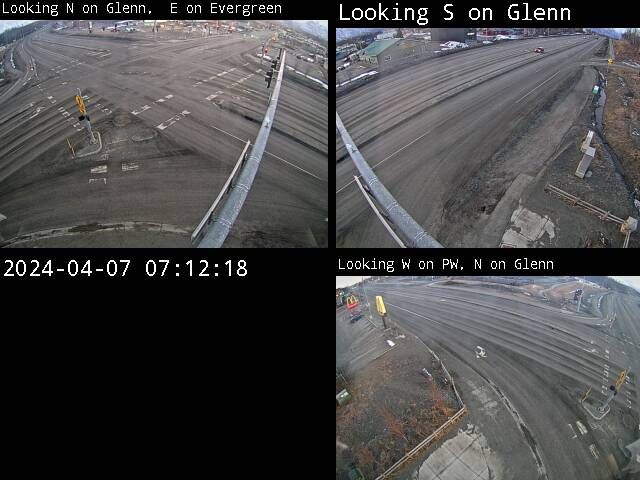 Looking N on Glenn,  E on Evergreen
Looking S on Glenn
2024-04-07 07:12:18
Looking W on PW, N on Glenn